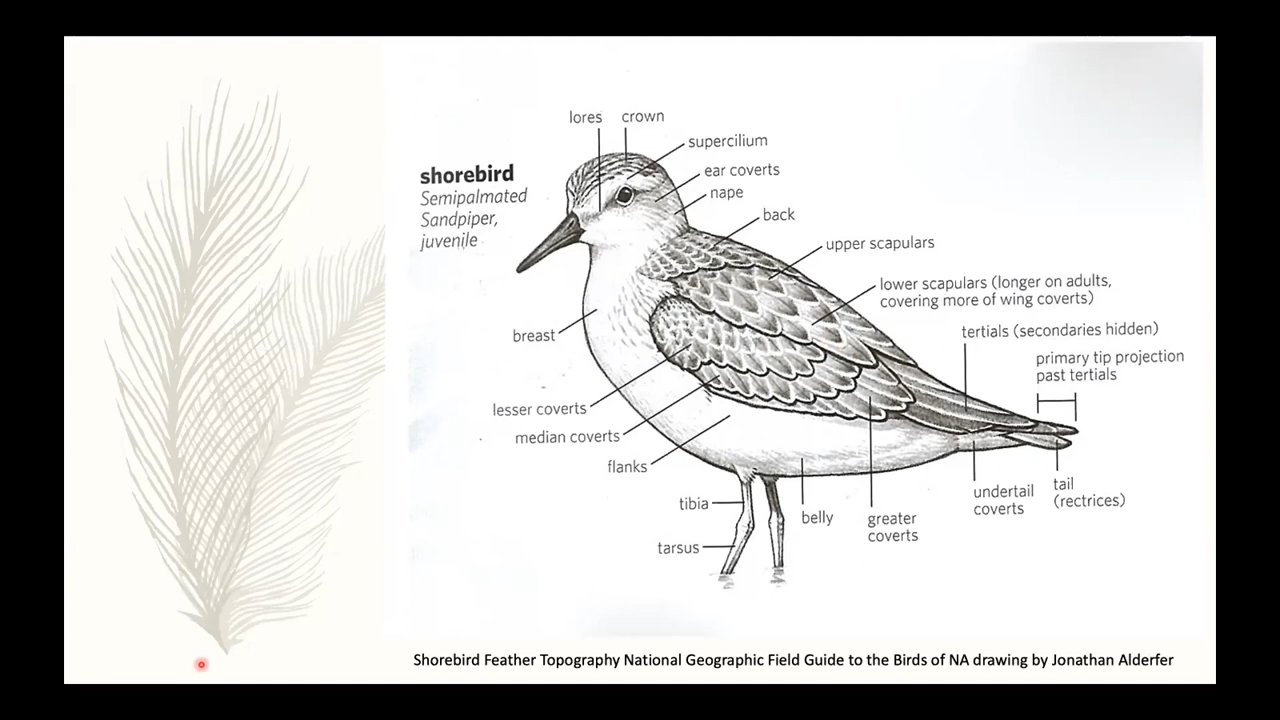 lores
crown
supercilium
ear coverts
nape
back
upper scapulars
lower scapulars (longer on adults,
covering more of wing coverts)
tertials (secondaries hidden)
primary tip projection
past tertials
shorebird
Semipalmated
Sandpiper,
juvenile
breast
lesser coverts
median coverts
flanks
tibia
tarsus
belly
greater
coverts
undertail
coverts
tail
(rectrices)
Shorebird Feather Topography National Geographic Field Guide to the Birds of NA drawing by Jonathan Alderfer